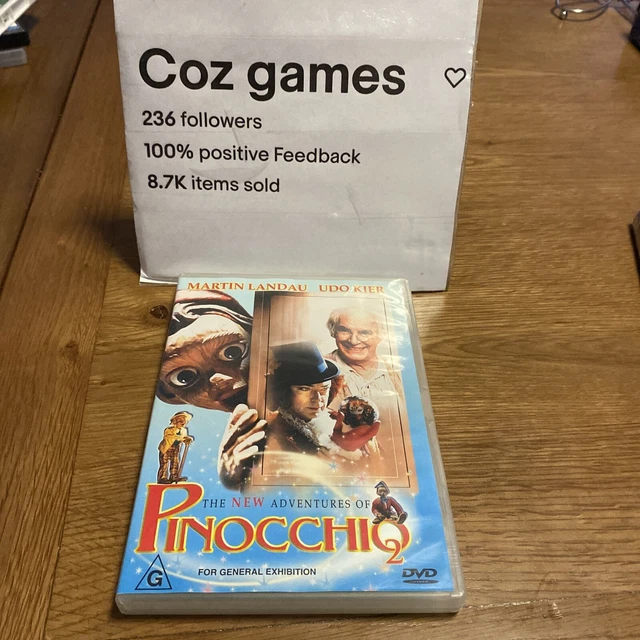 Coz games
236 followers
100% positive Feedback
8.7K items sold
MARTIN LANDAU UDO KIER
THE NEW ADVENTURES OF
PINOCCHIO
2
G
FOR GENERAL EXHIBITION
DVD